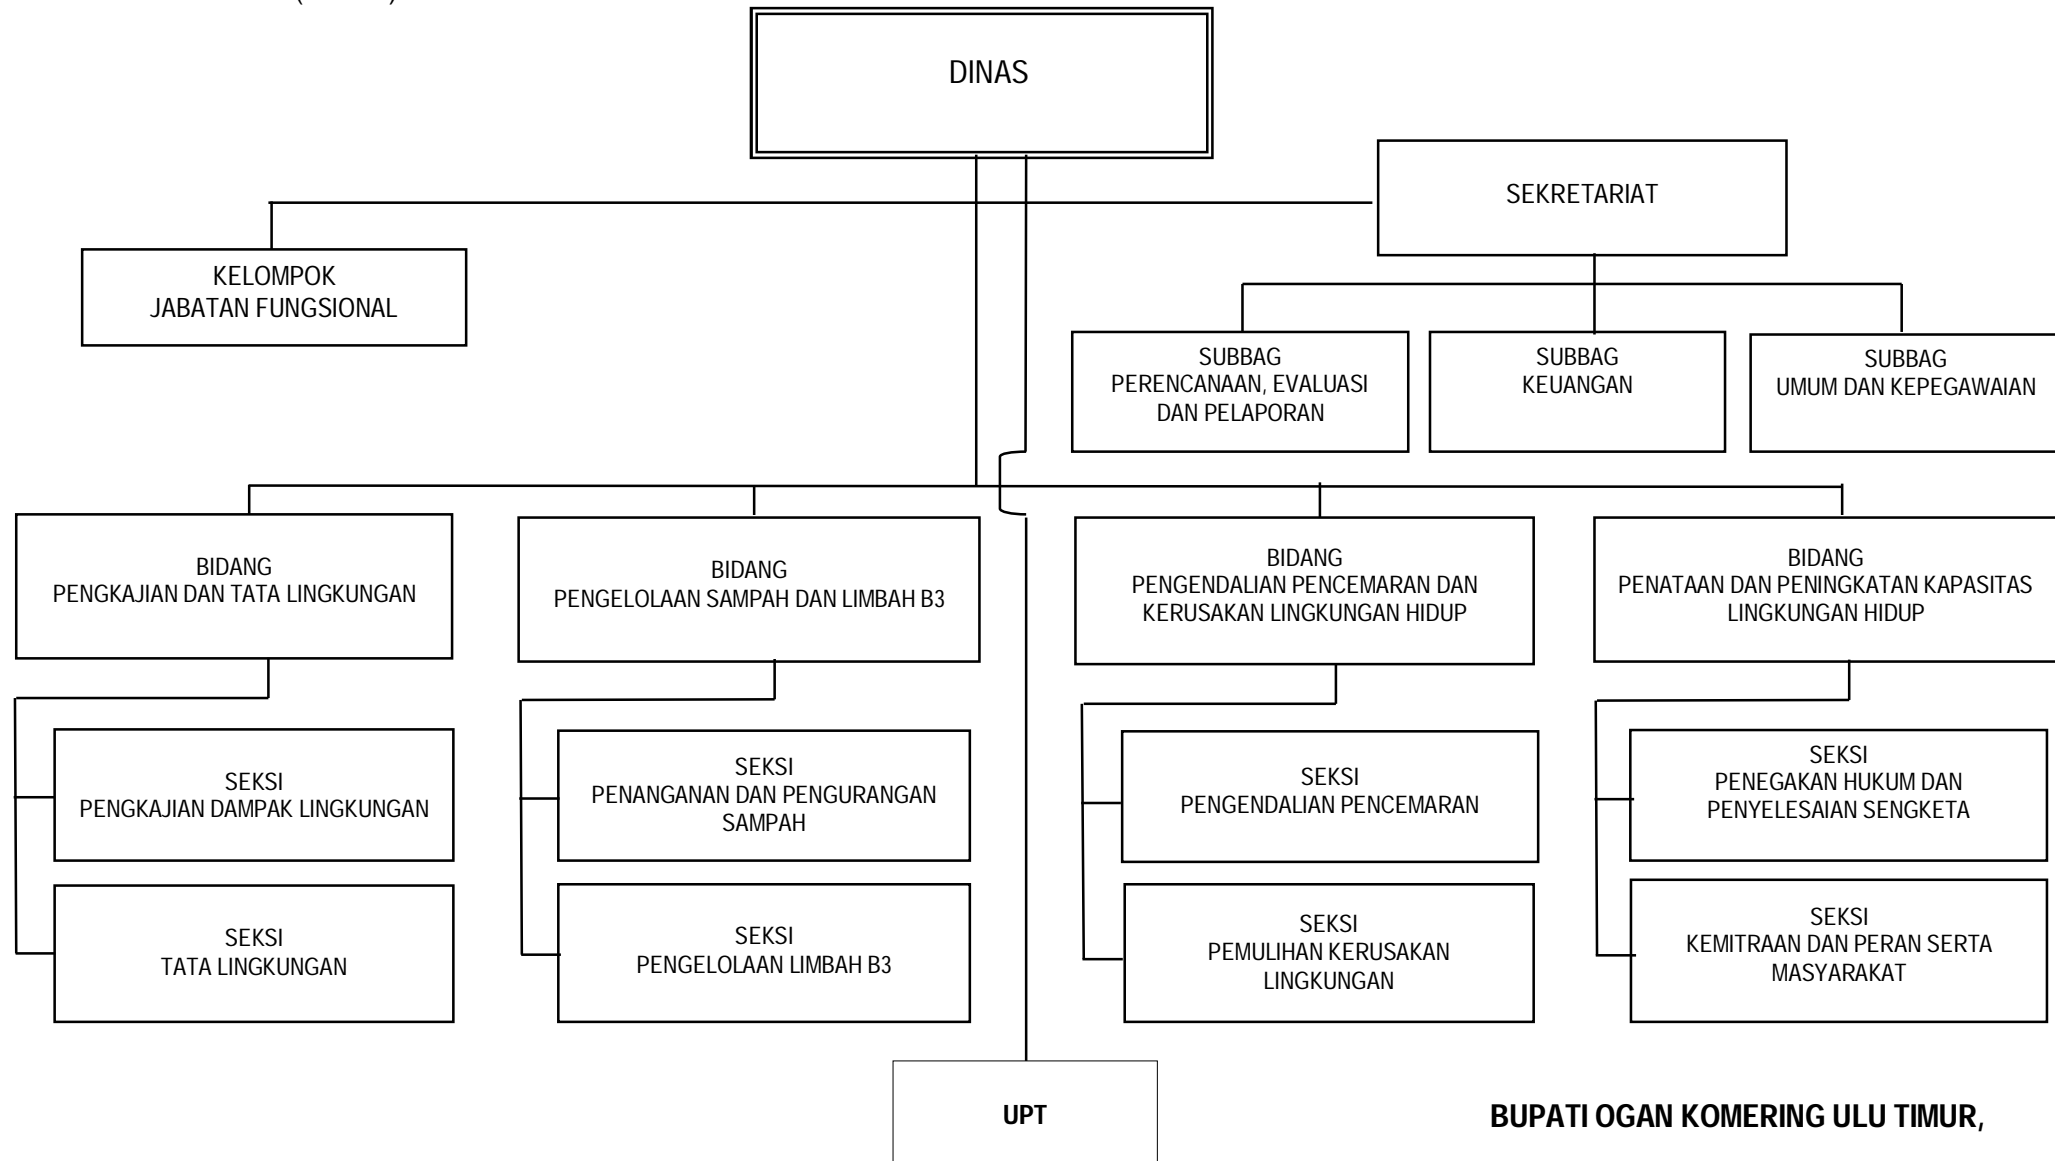 DINAS
SEKRETARIAT
KELOMPOK
JABATAN FUNGSIONAL
SUBBAG
PERENCANAAN, EVALUASI
DAN PELAPORAN
SUBBAG
KEUANGAN
SUBBAG
UMUM DAN KEPEGAWAIAN
BIDANG
PENGKAJIAN DAN TATA LINGKUNGAN
BIDANG
PENGELOLAAN SAMPAH DAN LIMBAH B3
BIDANG
PENGENDALIAN PENCEMARAN DAN
KERUSAKAN LINGKUNGAN HIDUP
BIDANG
PENATAAN DAN PENINGKATAN KAPASITAS
LINGKUNGAN HIDUP
SEKSI
PENGKAJIAN DAMPAK LINGKUNGAN
SEKSI
PENANGANAN DAN PENGURANGAN
SAMPAH
SEKSI
PENGENDALIAN PENCEMARAN
SEKSI
PENEGAKAN HUKUM DAN
PENYELESAIAN SENGKETA
SEKSI
TATA LINGKUNGAN
SEKSI
PENGELOLAAN LIMBAH B3
SEKSI
PEMULIHAN KERUSAKAN
LINGKUNGAN
SEKSI
KEMITRAAN DAN PERAN SERTA
MASYARAKAT
UPT
BUPATI OGAN KOMERING ULU TIMUR,